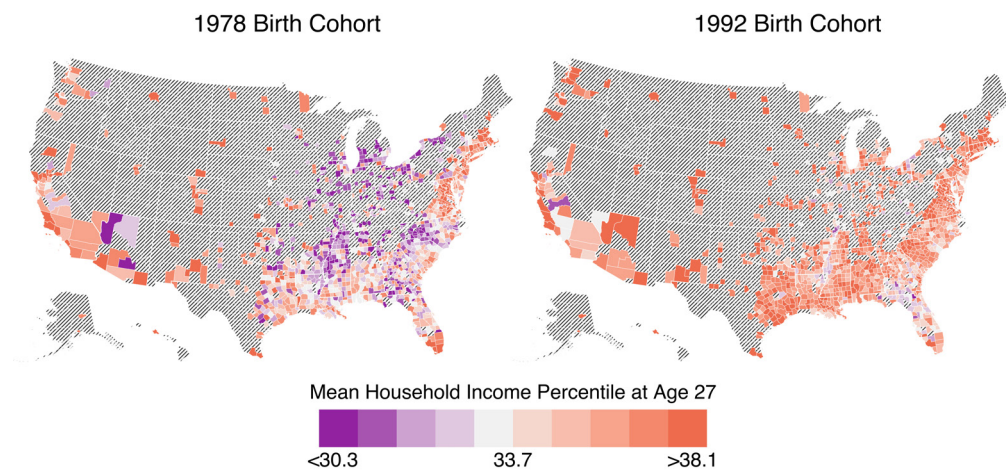 1978 Birth Cohort
1992 Birth Cohort
Mean Household Income Percentile at Age 27
<30.3 33.7 >38.1